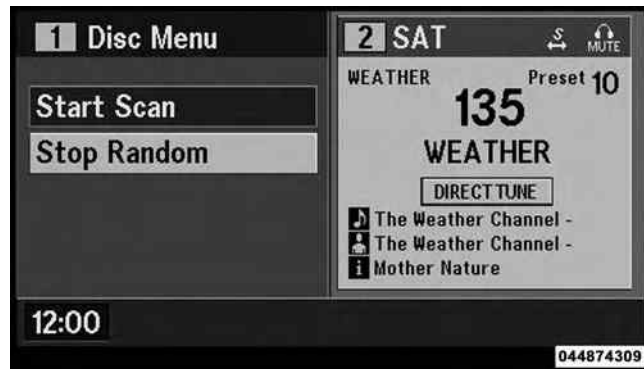 1 Disc Menu
Start Scan
Stop Random
2 SAT S MUTE
WEATHER Preset 10
135
WEATHER
DIRECT TUNE
The Weather Channel -
The Weather Channel -
i Mother Nature
12:00
044874309